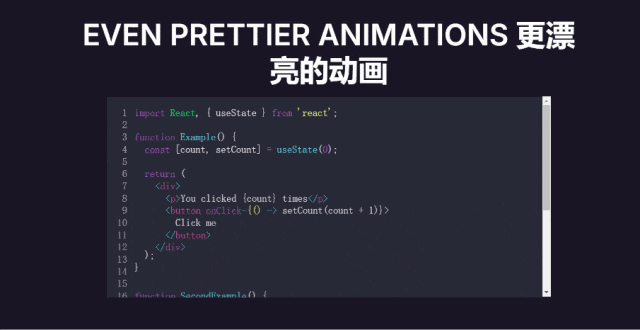 EVEN PRETTIER ANIMATIONS 更漂
亮的动画
1 import React, { useState } from 'react';
2
3 function Example() {
4 const [count, setCount] = useState(0);
5
6 return (
7 <div>
8 <p>You clicked {count} times</p>
9 <button onClick={() => setCount(count + 1)}>
10 Click me
11 </button>
12 </div>
13 );
14 }
15
16 function SecondExample() {